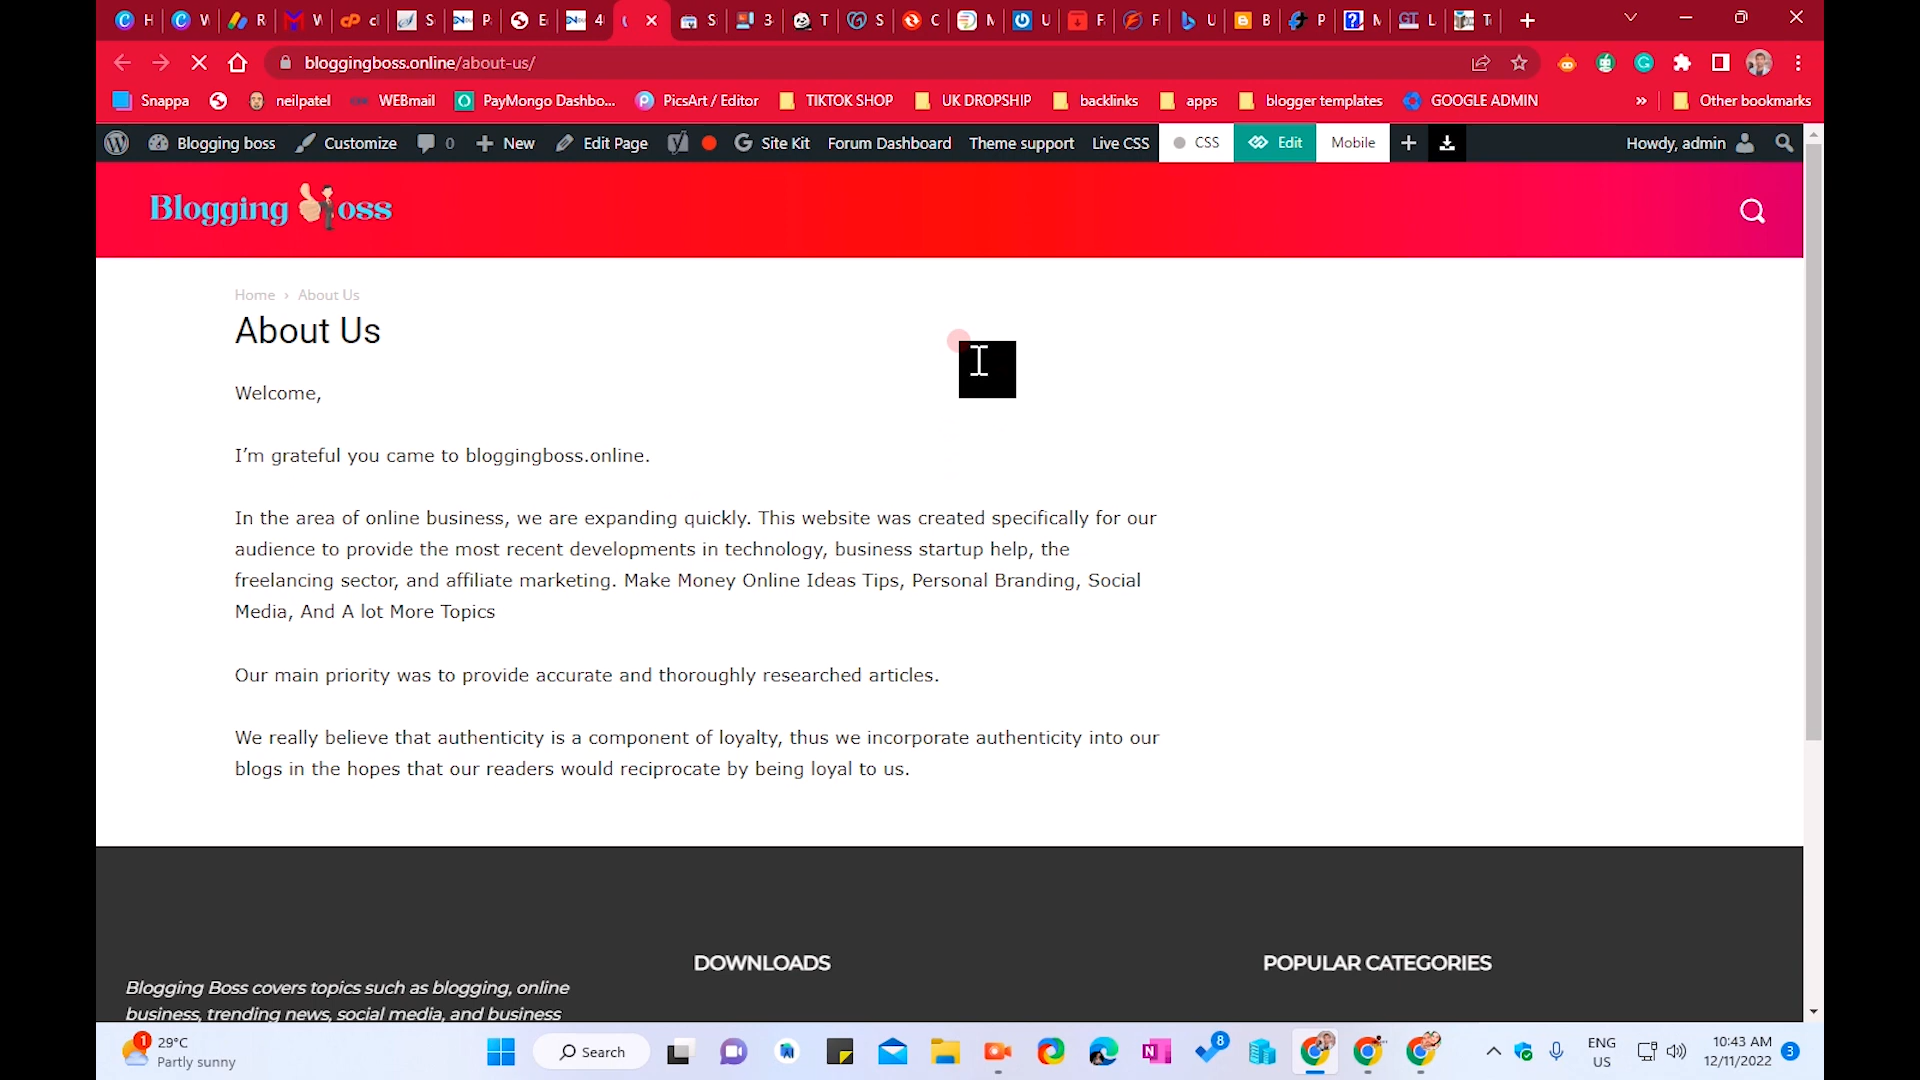 H
V
R
V
cP c
S
P
E
4
S
3
T
S
C
N
U
F
F
U
B
P
N
GT L
T
bloggingboss.online/about-us/
Snappa
neilpatel
WEBmail
PayMongo Dashbo...
PicsArt / Editor
TIKTOK SHOP
UK DROPSHIP
backlinks
apps
blogger templates
GOOGLE ADMIN
»
Other bookmarks
Blogging boss
Customize
0
New
Edit Page
Site Kit
Forum Dashboard
Theme support
Live CSS
CSS
Edit
Mobile
Howdy, admin
Blogging oss
Home › About Us
About Us
Welcome,
I'm grateful you came to bloggingboss.online.
In the area of online business, we are expanding quickly. This website was created specifically for our
audience to provide the most recent developments in technology, business startup help, the
freelancing sector, and affiliate marketing. Make Money Online Ideas Tips, Personal Branding, Social
Media, And A lot More Topics
Our main priority was to provide accurate and thoroughly researched articles.
We really believe that authenticity is a component of loyalty, thus we incorporate authenticity into our
blogs in the hopes that our readers would reciprocate by being loyal to us.
Blogging Boss covers topics such as blogging, online
business, trending news, social media, and business
DOWNLOADS
POPULAR CATEGORIES
1
29°C
Partly sunny
Search
8
ENG
US
10:43 AM
12/11/2022
3